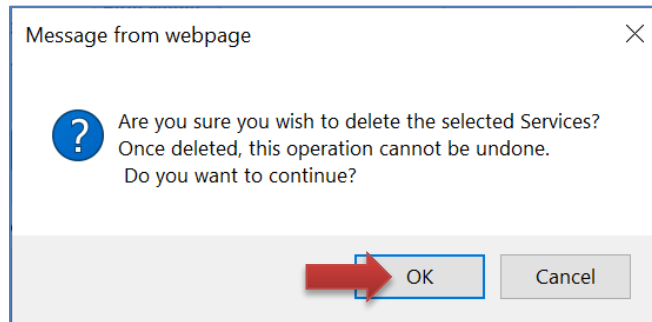 Message from webpage
Are you sure you wish to delete the selected Services?
Once deleted, this operation cannot be undone.
Do you want to continue?
OK
Cancel